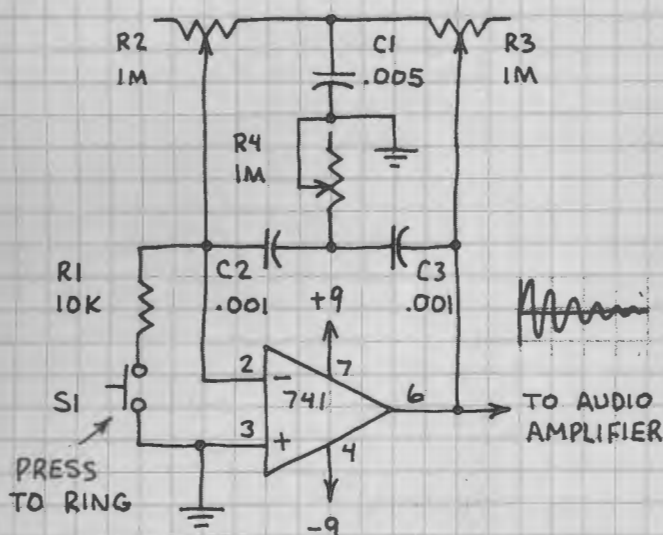 R2
1M
C1
.005
R3
1M
R4
1M
R1
10K
C2
.001
C3
.001
+9
2
-
7
741
6
3
+
4
S1
PRESS
TO RING
-9
TO AUDIO
AMPLIFIER